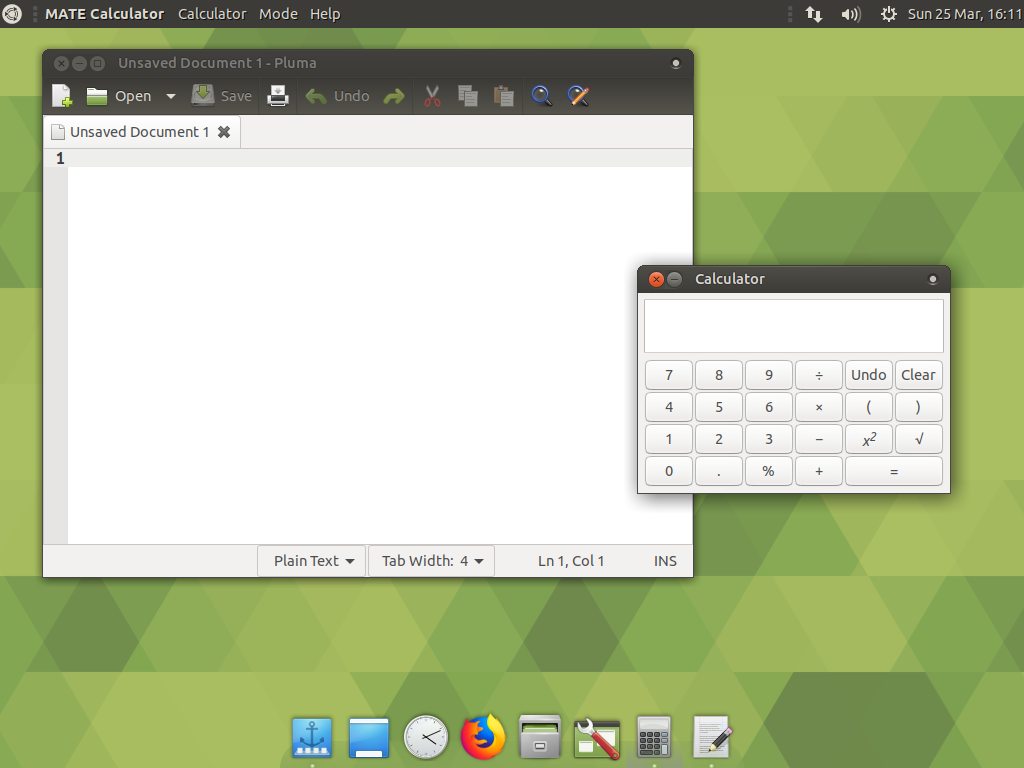 MATE Calculator Calculator Mode Help Sun 25 Mar, 16:11
Unsaved Document 1 - Pluma
Open Save Undo
Unsaved Document 1
1
Plain Text Tab Width: 4 Ln 1, Col 1 INS
Calculator
7 8 9 ÷ Undo Clear
4 5 6 × ( )
1 2 3 − x² √
0 . % + =